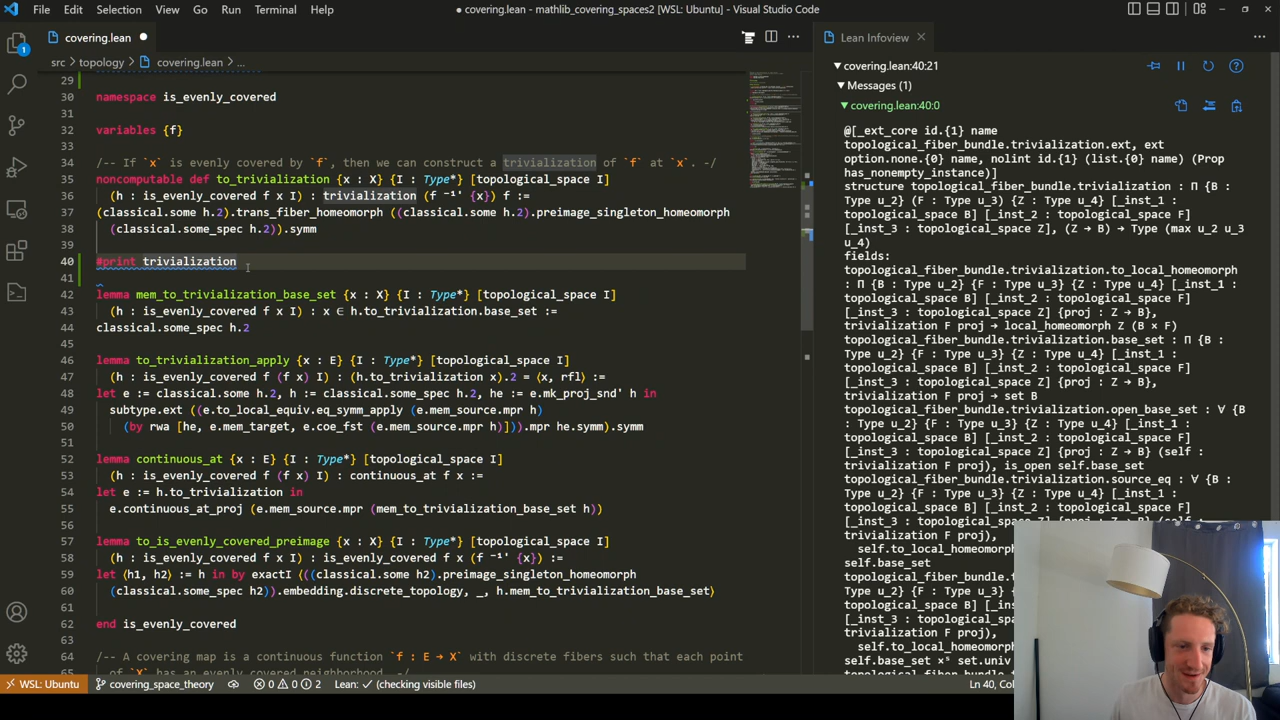 File Edit Selection View Go Run Terminal Help
● covering.lean - mathlib_covering_spaces2 [WSL: Ubuntu] - Visual Studio Code
covering.lean ●
src > topology > covering.lean > ...
29
30 namespace is_evenly_covered
31
32 variables {f}
33
34 /-- If `x` is evenly covered by `f`, then we can construct a trivialization of `f` at `x`. -/
35 noncomputable def to_trivialization {x : X} {I : Type*} [topological_space I]
36 (h : is_evenly_covered f x I) : trivialization (f ⁻¹' {x}) f :=
37 (classical.some h.2).trans_fiber_homeomorph ((classical.some h.2).preimage_singleton_homeomorph
38 (classical.some_spec h.2)).symm
39
40 #print trivialization
41
42 lemma mem_to_trivialization_base_set {x : X} {I : Type*} [topological_space I]
43 (h : is_evenly_covered f x I) : x ∈ h.to_trivialization.base_set :=
44 classical.some_spec h.2
45
46 lemma to_trivialization_apply {x : E} {I : Type*} [topological_space I]
47 (h : is_evenly_covered f (f x) I) : (h.to_trivialization x).2 = ⟨x, rfl⟩ :=
48 let e := classical.some h.2, h := classical.some_spec h.2, he := e.mk_proj_snd' h in
49 subtype.ext ((e.to_local_equiv.eq_symm_apply (e.mem_source.mpr h)
50 (by rwa [he, e.mem_target, e.coe_fst (e.mem_source.mpr h)])).mpr he.symm).symm
51
52 lemma continuous_at {x : E} {I : Type*} [topological_space I]
53 (h : is_evenly_covered f (f x) I) : continuous_at f x :=
54 let e := h.to_trivialization in
55 e.continuous_at_proj (e.mem_source.mpr (mem_to_trivialization_base_set h))
56
57 lemma to_is_evenly_covered_preimage {x : X} {I : Type*} [topological_space I]
58 (h : is_evenly_covered f x I) : is_evenly_covered f x (f ⁻¹' {x}) :=
59 let ⟨h1, h2⟩ := h in by exactI ⟨((classical.some h2).preimage_singleton_homeomorph
60 (classical.some_spec h2)).embedding.discrete_topology, _, h.mem_to_trivialization_base_set⟩
61
62 end is_evenly_covered
63
64 /-- A covering map is a continuous function `f : E → X` with discrete fibers such that each point
of `X` has an evenly covered neighborhood. -/
Lean Infoview
covering.lean:40:21
Messages (1)
covering.lean:40:0
@[_ext_core id.{1} name
topological_fiber_bundle.trivialization.ext, ext
option.none.{0} name, nolint id.{1} (list.{0} name) (Prop
has_nonempty_instance)]
structure topological_fiber_bundle.trivialization : Π {B :
Type u_2} {F : Type u_3} {Z : Type u_4} [_inst_1 :
topological_space B] [_inst_2 : topological_space F]
[_inst_3 : topological_space Z], (Z → B) → Type (max u_2 u_3
u_4)
fields:
topological_fiber_bundle.trivialization.to_local_homeomorph
: Π {B : Type u_2} {F : Type u_3} {Z : Type u_4} [_inst_1 :
topological_space B] [_inst_2 : topological_space F]
[_inst_3 : topological_space Z] {proj : Z → B},
trivialization F proj → local_homeomorph Z (B × F)
topological_fiber_bundle.trivialization.base_set : Π {B :
Type u_2} {F : Type u_3} {Z : Type u_4} [_inst_1 :
topological_space B] [_inst_2 : topological_space F]
[_inst_3 : topological_space Z] {proj : Z → B},
trivialization F proj → set B
topological_fiber_bundle.trivialization.open_base_set : ∀ {B
: Type u_2} {F : Type u_3} {Z : Type u_4} [_inst_1 :
topological_space B] [_inst_2 : topological_space F]
[_inst_3 : topological_space Z] {proj : Z → B} (self :
trivialization F proj), is_open self.base_set
topological_fiber_bundle.trivialization.source_eq : ∀ {B :
Type u_2} {F : Type u_3} {Z : Type u_4} [_inst_1 :
topological_space B] [_inst_2 : topological_space F]
[_inst_3 : topological_space Z] {proj : Z → B} (self :
trivialization F proj),
self.to_local_homeomorph
self.base_set
topological_fiber_bundle.t
: Type u_2} {F : Type u_3}
topological_space B] [_ins
[_inst_3 : topological_spa
trivialization F proj),
self.to_local_homeomorph
self.base_set ×ˢ set.univ
WSL: Ubuntu covering_space_theory 0 0 2 Lean: ✓ (checking visible files)
Ln 40, Col